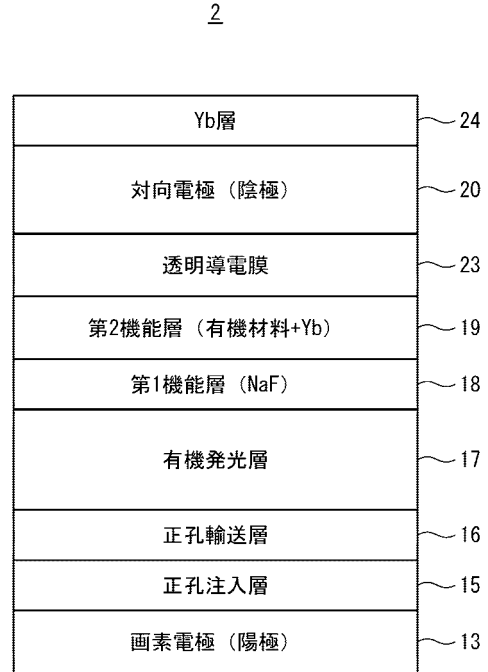 2
Yb層 24
対向電極（陰極） 20
透明導電膜 23
第2機能層（有機材料+Yb） 19
第1機能層（NaF） 18
有機発光層 17
正孔輸送層 16
正孔注入層 15
画素電極（陽極） 13